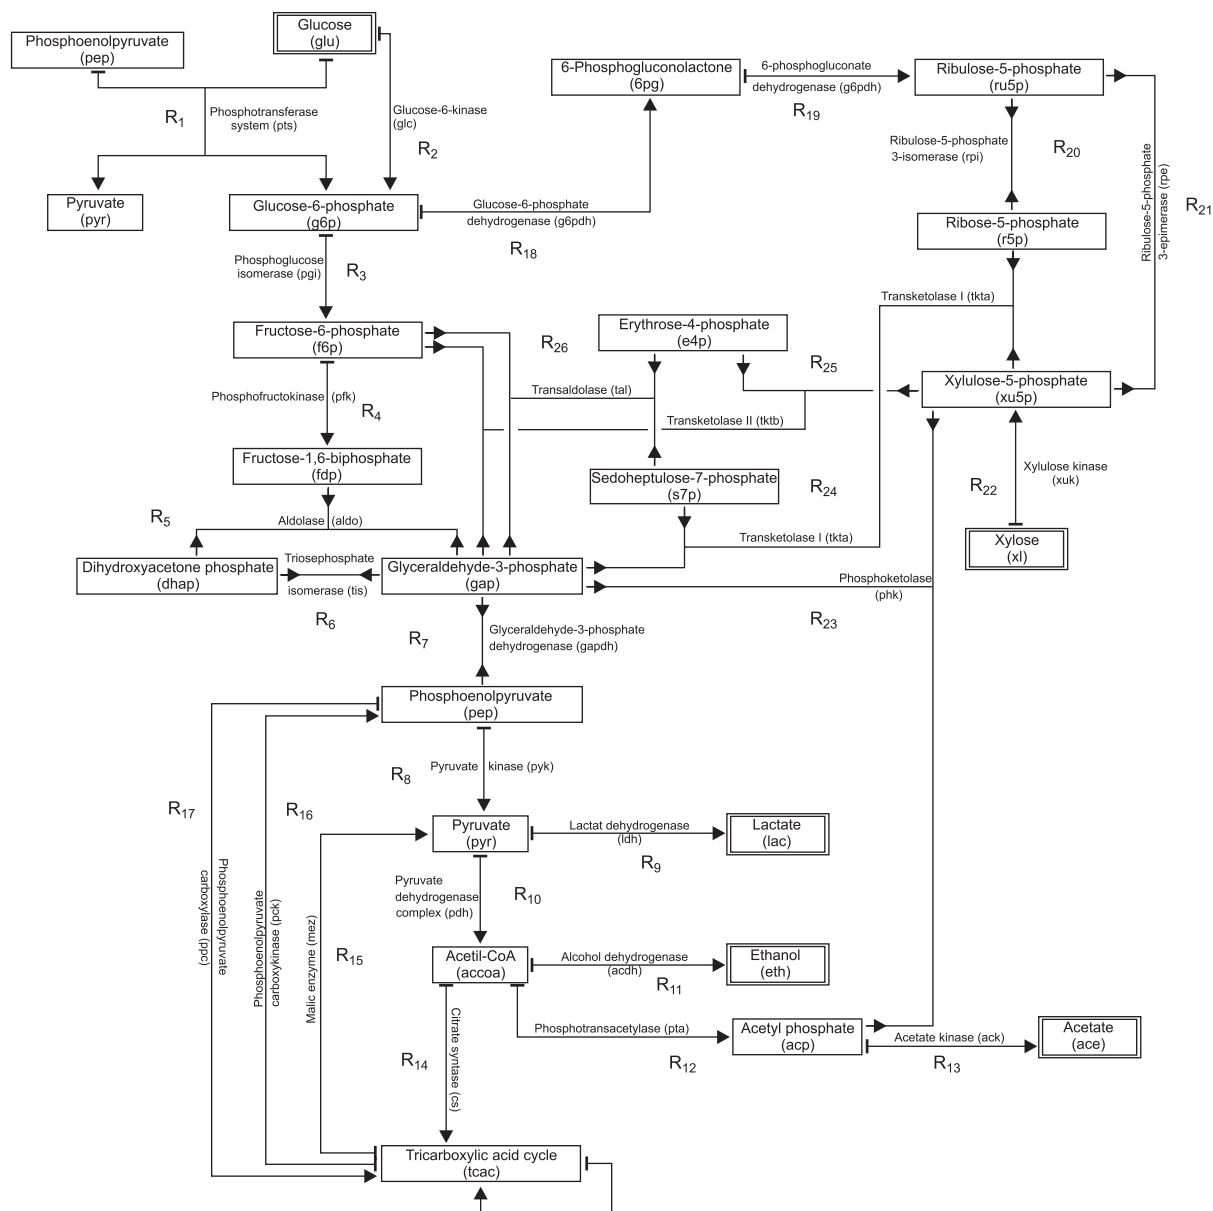 Glucose
(glu)
Phosphoenolpyruvate
(pep)
6-Phosphogluconolactone
(6pg)
6-phosphogluconate
dehydrogenase (g6pdh)
R19
Ribulose-5-phosphate
(ru5p)
Phosphotransferase
system (pts)
R1
Glucose-6-kinase
(glc)
R2
Ribulose-5-phosphate
3-isomerase (rpi)
R20
Ribulose-5-phosphate
3-epimerase (rpe)
R21
Pyruvate
(pyr)
Glucose-6-phosphate
(g6p)
Glucose-6-phosphate
dehydrogenase (g6pdh)
R18
Ribose-5-phosphate
(r5p)
Phosphoglucose
isomerase (pgi)
R3
Transketolase I (tkta)
Fructose-6-phosphate
(f6p)
R26
Erythrose-4-phosphate
(e4p)
R25
Transaldolase (tal)
Xylulose-5-phosphate
(xu5p)
Phosphofructokinase (pfk)
R4
Transketolase II (tktb)
Fructose-1,6-biphosphate
(fdp)
Sedoheptulose-7-phosphate
(s7p)
R24
R22
Xylulose kinase
(xuk)
R5
Aldolase (aldo)
Transketolase I (tkta)
Xylose
(xl)
Dihydroxyacetone phosphate
(dhap)
Triosephosphate
isomerase (tis)
R6
Glyceraldehyde-3-phosphate
(gap)
Phosphoketolase
(phk)
R23
R7
Glyceraldehyde-3-phosphate
dehydrogenase (gapdh)
Phosphoenolpyruvate
(pep)
R8
Pyruvate kinase (pyk)
R17
R16
Pyruvate
(pyr)
Lactat dehydrogenase
(ldh)
R9
Lactate
(lac)
Phosphoenolpyruvate
carboxylase (ppc)
Phosphoenolpyruvate
carboxykinase (pck)
Malic enzyme (mez)
R15
Pyruvate
dehydrogenase
complex (pdh)
R10
Acetil-CoA
(accoa)
Alcohol dehydrogenase
(acdh)
R11
Ethanol
(eth)
R14
Citrate syntase (cs)
Phosphotransacetylase (pta)
R12
Acetyl phosphate
(acp)
Acetate kinase (ack)
R13
Acetate
(ace)
Tricarboxylic acid cycle
(tcac)